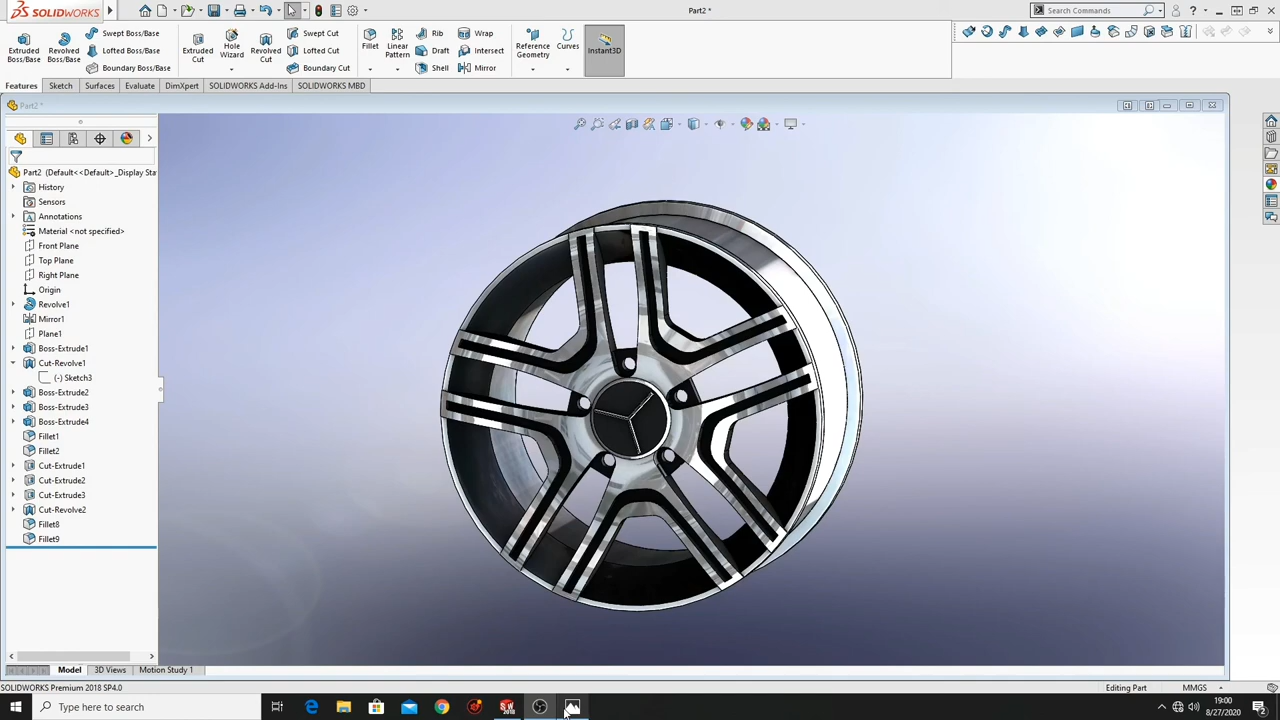 SOLIDWORKS
Part2 *
Search Commands
Extruded Boss/Base
Revolved Boss/Base
Swept Boss/Base
Lofted Boss/Base
Boundary Boss/Base
Extruded Cut
Hole Wizard
Revolved Cut
Swept Cut
Lofted Cut
Boundary Cut
Fillet
Linear Pattern
Rib
Draft
Shell
Wrap
Intersect
Mirror
Reference Geometry
Curves
Instant3D
Features
Sketch
Surfaces
Evaluate
DimXpert
SOLIDWORKS Add-Ins
SOLIDWORKS MBD
Part2 *
Part2 (Default<<Default>_Display Sta
History
Sensors
Annotations
Material <not specified>
Front Plane
Top Plane
Right Plane
Origin
Revolve1
Mirror1
Plane1
Boss-Extrude1
Cut-Revolve1
(-) Sketch3
Boss-Extrude2
Boss-Extrude3
Boss-Extrude4
Fillet1
Fillet2
Cut-Extrude1
Cut-Extrude2
Cut-Extrude3
Cut-Revolve2
Fillet8
Fillet9
Model
3D Views
Motion Study 1
SOLIDWORKS Premium 2018 SP4.0
Editing Part
MMGS
Type here to search
19:00
8/27/2020